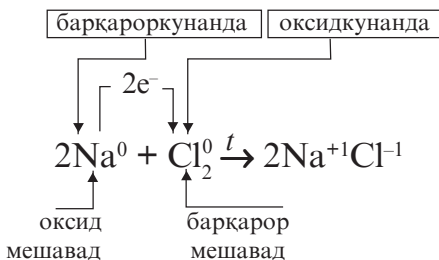 барқароркунанда оксидкунанда
2e⁻
2Na⁰ + Cl₂⁰ t→ 2Na⁺¹Cl⁻¹
оксид барқарор
мешавад мешавад